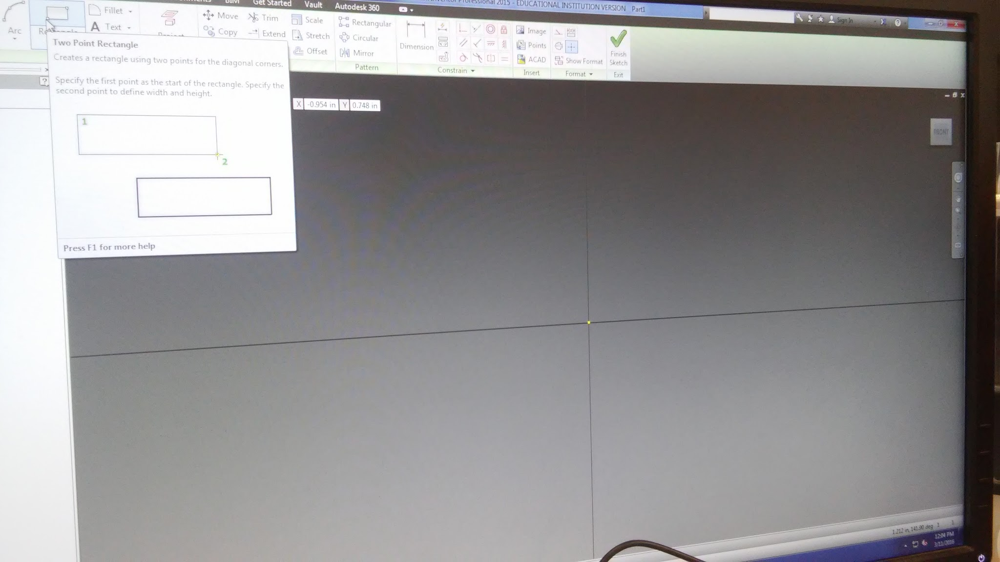 BIM Get Started Vault Autodesk 360
Professional 2015 - EDUCATIONAL INSTITUTION VERSION Part1
Sign In
Arc
Fillet
Text
Move
Copy
Trim
Extend
Scale
Stretch
Offset
Rectangular
Circular
Mirror
Pattern
Dimension
Constrain
Image
Points
ACAD
Insert
Show Format
Format
Finish
Sketch
Exit
Two Point Rectangle
Creates a rectangle using two points for the diagonal corners.
Specify the first point as the start of the rectangle. Specify the
second point to define width and height.
1
2
Press F1 for more help
X -0.954 in Y 0.748 in
FRONT
1.212 in, 141.90 deg 1 1
12:04 PM
3/11/2016